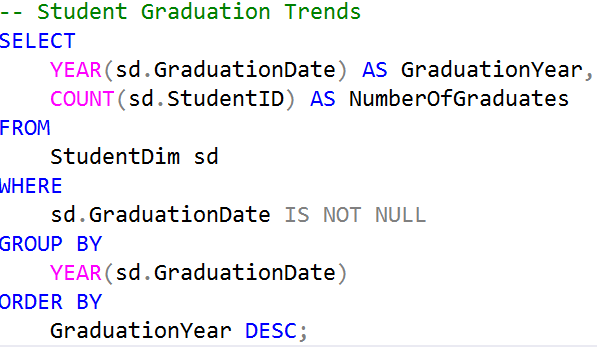 -- Student Graduation Trends
SELECT
    YEAR(sd.GraduationDate) AS GraduationYear,
    COUNT(sd.StudentID) AS NumberOfGraduates
FROM
    StudentDim sd
WHERE
    sd.GraduationDate IS NOT NULL
GROUP BY
    YEAR(sd.GraduationDate)
ORDER BY
    GraduationYear DESC;